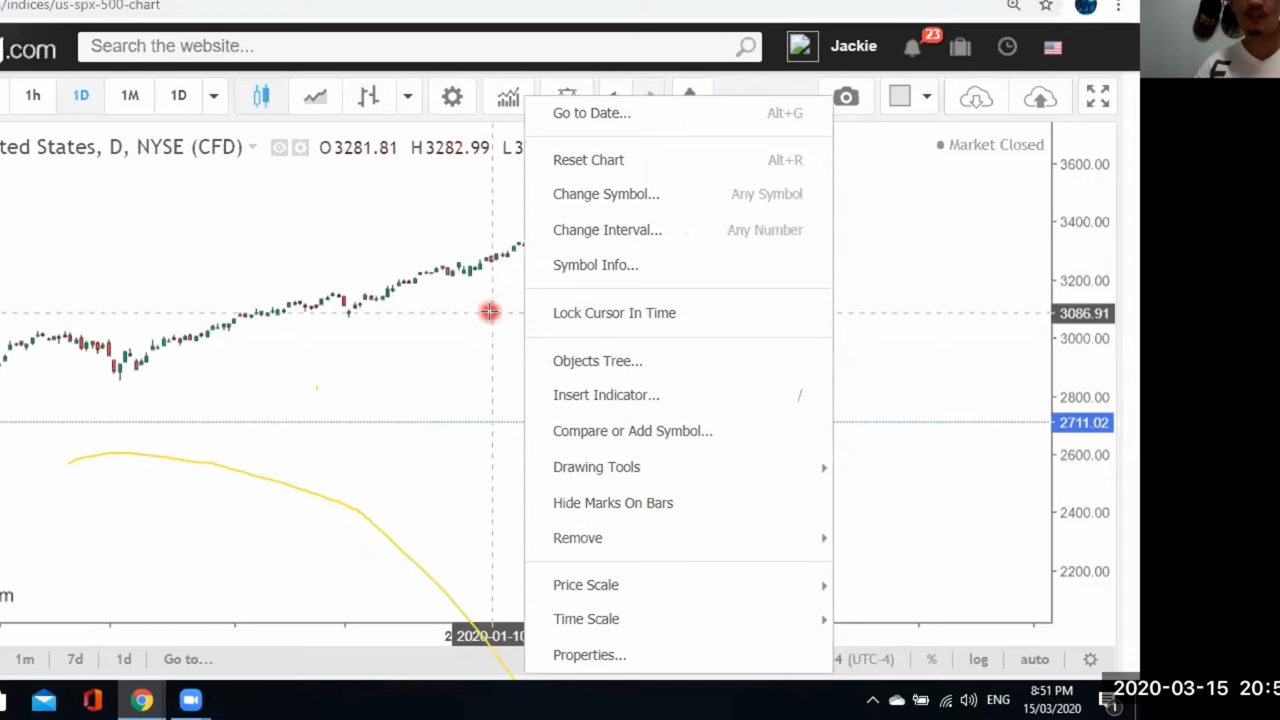 /indices/us-spx-500-chart
.com
Search the website...
Jackie
23
1h
1D
1M
1D
ted States, D, NYSE (CFD)
O3281.81 H3282.99 L3
Market Closed
Go to Date... Alt+G
Reset Chart Alt+R
Change Symbol... Any Symbol
Change Interval... Any Number
Symbol Info...
Lock Cursor In Time
Objects Tree...
Insert Indicator... /
Compare or Add Symbol...
Drawing Tools
Hide Marks On Bars
Remove
Price Scale
Time Scale
Properties...
3600.00
3400.00
3200.00
3086.91
3000.00
2800.00
2711.02
2600.00
2400.00
2200.00
m
2 2020-01-10
1m 7d 1d Go to...
4 (UTC-4) % log auto
ENG
8:51 PM
15/03/2020
1
2020-03-15 20:5